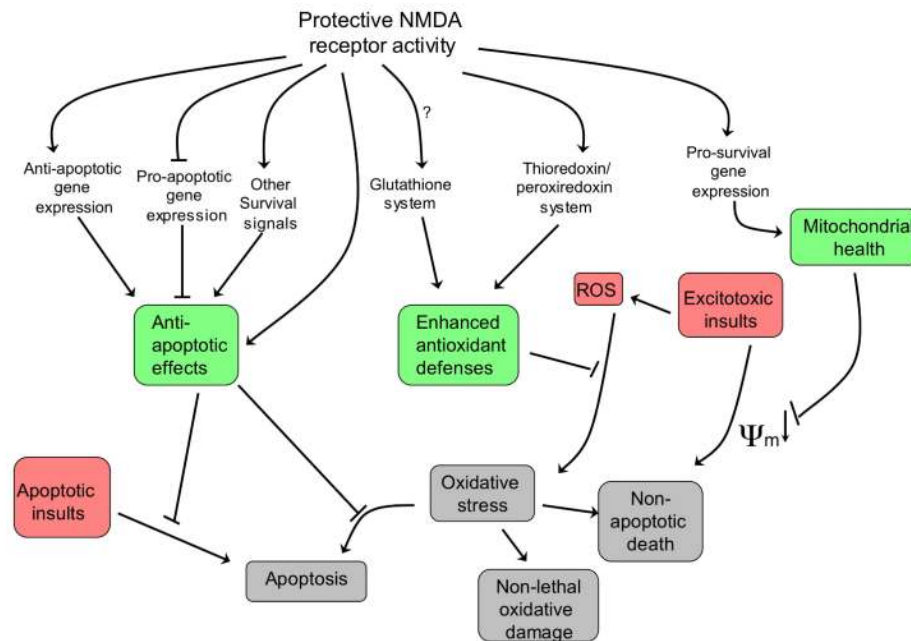 Protective NMDA
receptor activity
?
Anti-apoptotic
gene
expression
Pro-apoptotic
gene
expression
Other
Survival
signals
Glutathione
system
Thioredoxin/
peroxiredoxin
system
Pro-survival
gene
expression
Mitochondrial
health
ROS
Excitotoxic
insults
Anti-
apoptotic
effects
Enhanced
antioxidant
defenses
Ψm↓
Apoptotic
insults
Oxidative
stress
Non-
apoptotic
death
Apoptosis
Non-lethal
oxidative
damage